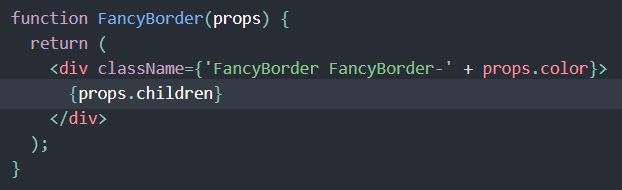 function FancyBorder(props) {
  return (
    <div className={'FancyBorder FancyBorder-' + props.color}>
      {props.children}
    </div>
  );
}